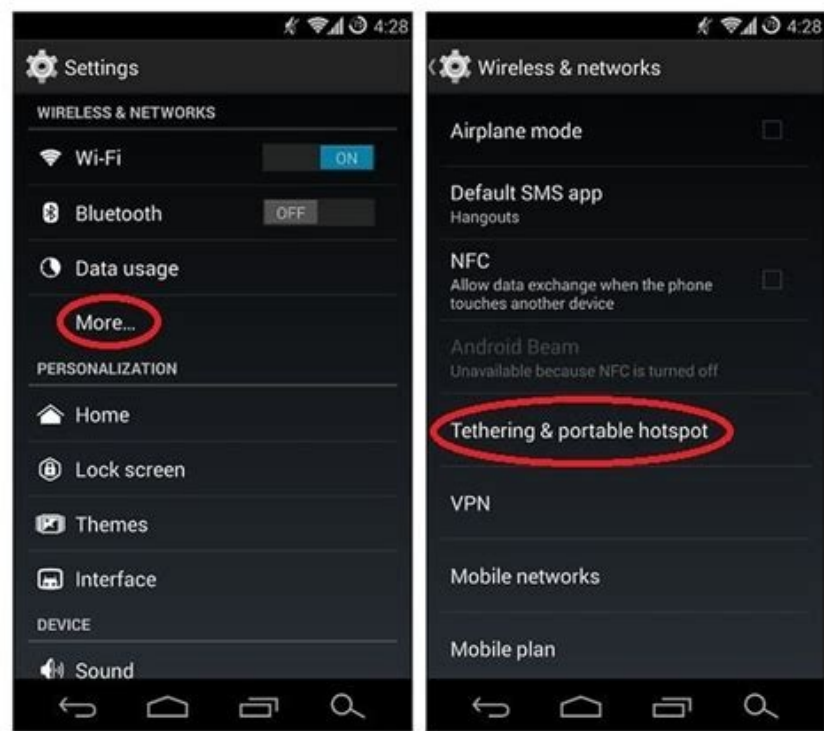 4:28
Settings
WIRELESS & NETWORKS
Wi-Fi
ON
Bluetooth
OFF
Data usage
More...
PERSONALIZATION
Home
Lock screen
Themes
Interface
DEVICE
Sound
4:28
Wireless & networks
Airplane mode
Default SMS app
Hangouts
NFC
Allow data exchange when the phone
touches another device
Android Beam
Unavailable because NFC is turned off
Tethering & portable hotspot
VPN
Mobile networks
Mobile plan